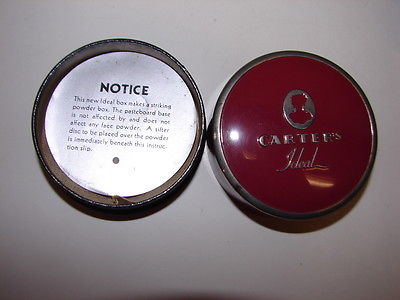 NOTICE
This new Ideal box makes a striking
powder box. The pasteboard base
is not affected by and does not
affect any face powder. A sifter
disc to be placed over the powder
is immediately beneath this instruc-
tion slip.
CARTER'S
Ideal